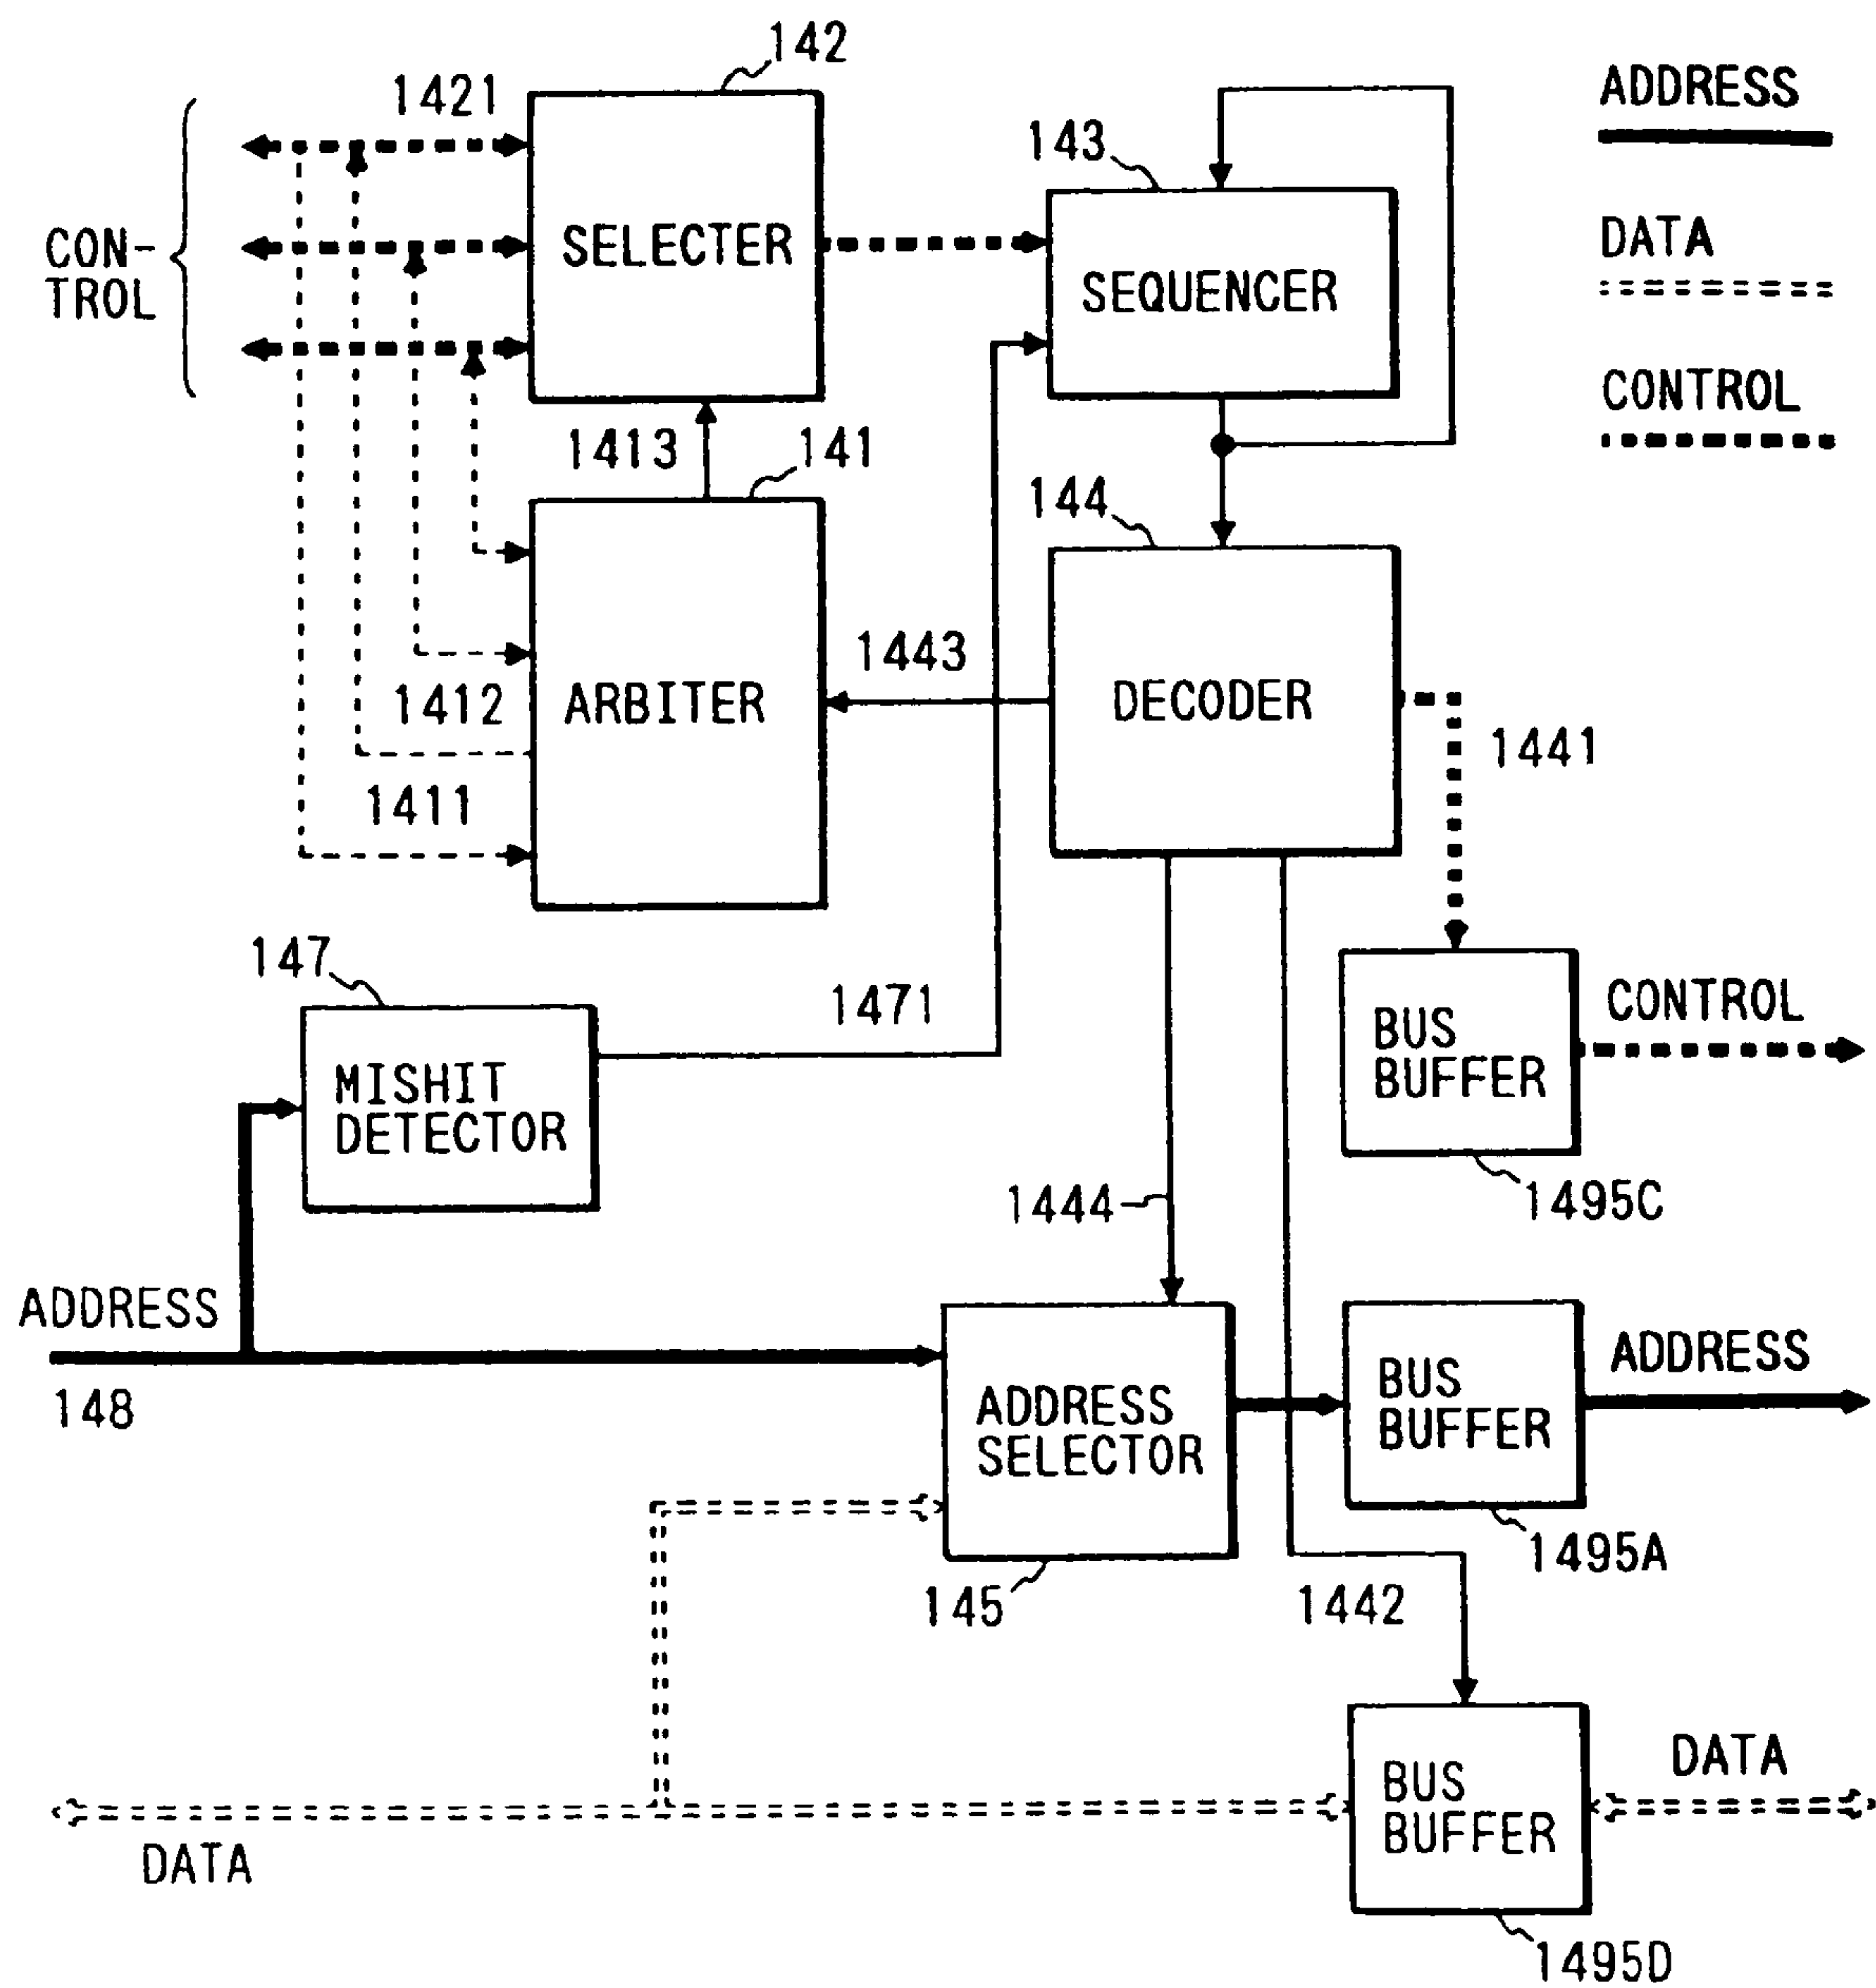 142
1421
ADDRESS
143
DATA
CON-
TROL
SELECTER
SEQUENCER
CONTROL
1413
141
144
1443
1412
ARBITER
DECODER
1441
1411
147
1471
CONTROL
BUS
BUFFER
MISHIT
DETECTOR
1444
1495C
ADDRESS
148
ADDRESS
SELECTOR
BUS
BUFFER
ADDRESS
1495A
145
1442
DATA
BUS
BUFFER
DATA
1495D